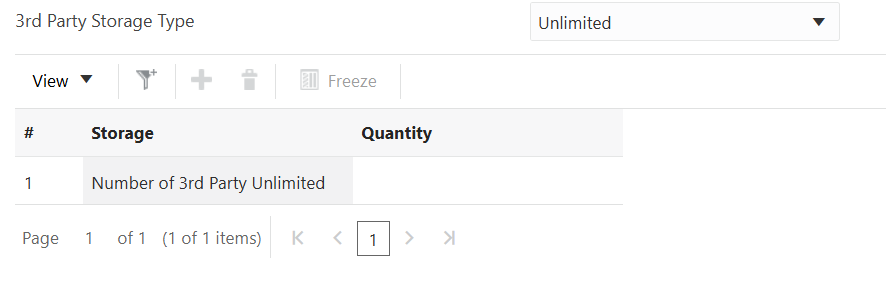 3rd Party Storage Type Unlimited
View Freeze
# Storage Quantity
1 Number of 3rd Party Unlimited
Page 1 of 1 (1 of 1 items) 1